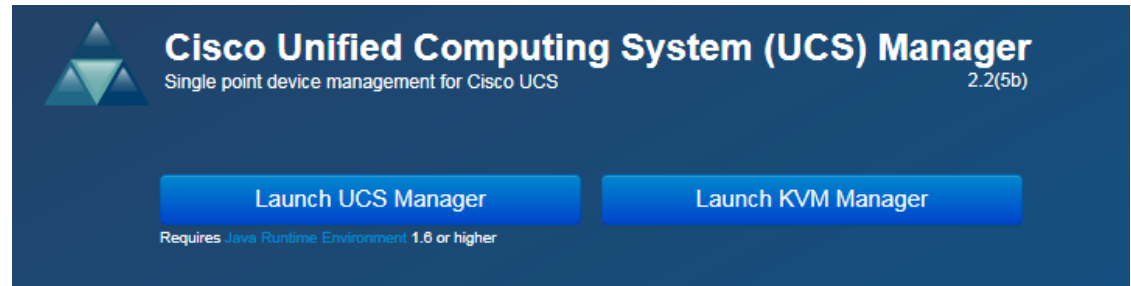 Cisco Unified Computing System (UCS) Manager
Single point device management for Cisco UCS
2.2(5b)
Launch UCS Manager
Launch KVM Manager
Requires Java Runtime Environment 1.6 or higher